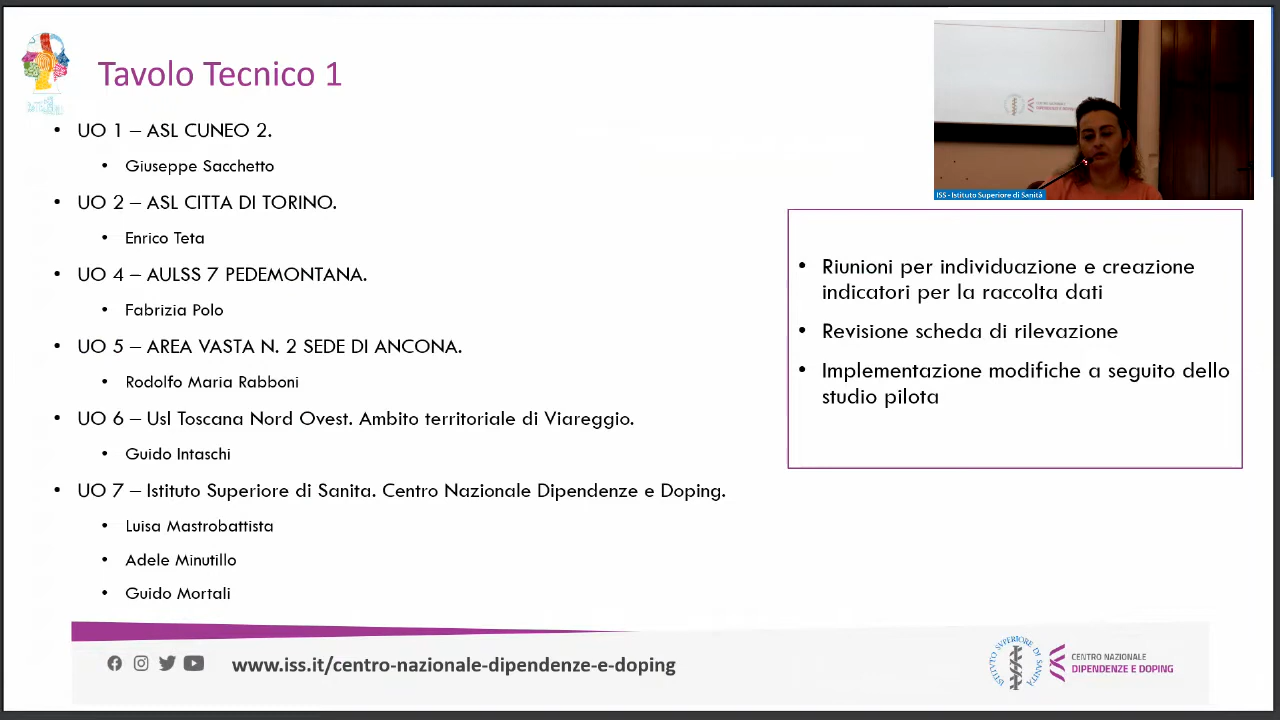 Tavolo Tecnico 1
• UO 1 – ASL CUNEO 2.
• Giuseppe Sacchetto
• UO 2 – ASL CITTA DI TORINO.
• Enrico Teta
• UO 4 – AULSS 7 PEDEMONTANA.
• Fabrizia Polo
• UO 5 – AREA VASTA N. 2 SEDE DI ANCONA.
• Rodolfo Maria Rabboni
• UO 6 – Usl Toscana Nord Ovest. Ambito territoriale di Viareggio.
• Guido Intaschi
• UO 7 – Istituto Superiore di Sanita. Centro Nazionale Dipendenze e Doping.
• Luisa Mastrobattista
• Adele Minutillo
• Guido Mortali
ISS - Istituto Superiore di Sanità
• Riunioni per individuazione e creazione
indicatori per la raccolta dati
• Revisione scheda di rilevazione
• Implementazione modifiche a seguito dello
studio pilota
www.iss.it/centro-nazionale-dipendenze-e-doping
ISTITUTO SUPERIORE DI SANITÀ
CENTRO NAZIONALE
DIPENDENZE E DOPING